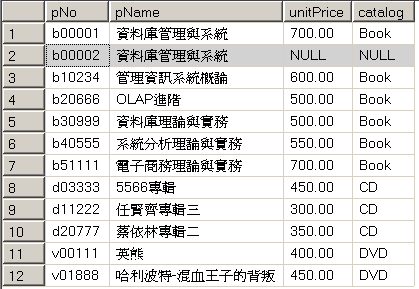 pNo pName unitPrice catalog
1 b00001 資料庫管理與系統 700.00 Book
2 b00002 資料庫管理與系統 NULL NULL
3 b10234 管理資訊系統概論 600.00 Book
4 b20666 OLAP進階 500.00 Book
5 b30999 資料庫理論與實務 500.00 Book
6 b40555 系統分析理論與實務 550.00 Book
7 b51111 電子商務理論與實務 700.00 Book
8 d03333 5566專輯 450.00 CD
9 d11222 任賢齊專輯三 300.00 CD
10 d20777 蔡依林專輯二 350.00 CD
11 v00111 英熊 400.00 DVD
12 v01888 哈利波特-混血王子的背叛 450.00 DVD